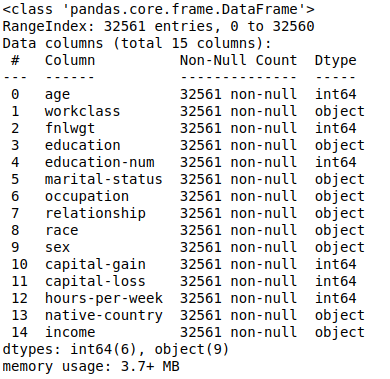 <class 'pandas.core.frame.DataFrame'>
RangeIndex: 32561 entries, 0 to 32560
Data columns (total 15 columns):
 #   Column          Non-Null Count  Dtype
---  ------          --------------  -----
 0   age             32561 non-null  int64
 1   workclass       32561 non-null  object
 2   fnlwgt          32561 non-null  int64
 3   education       32561 non-null  object
 4   education-num   32561 non-null  int64
 5   marital-status  32561 non-null  object
 6   occupation      32561 non-null  object
 7   relationship    32561 non-null  object
 8   race            32561 non-null  object
 9   sex             32561 non-null  object
 10  capital-gain    32561 non-null  int64
 11  capital-loss    32561 non-null  int64
 12  hours-per-week  32561 non-null  int64
 13  native-country  32561 non-null  object
 14  income          32561 non-null  object
dtypes: int64(6), object(9)
memory usage: 3.7+ MB